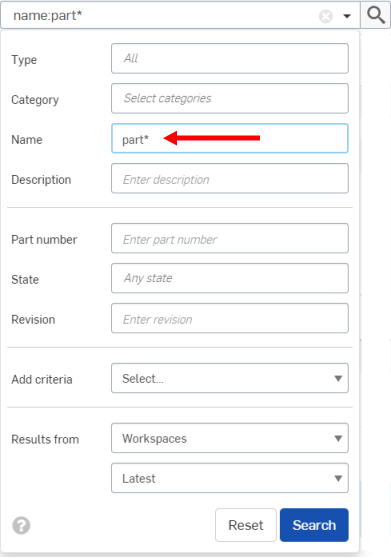 name:part*
Type All
Category Select categories
Name part*
Description Enter description
Part number Enter part number
State Any state
Revision Enter revision
Add criteria Select...
Results from Workspaces
Latest
? Reset Search